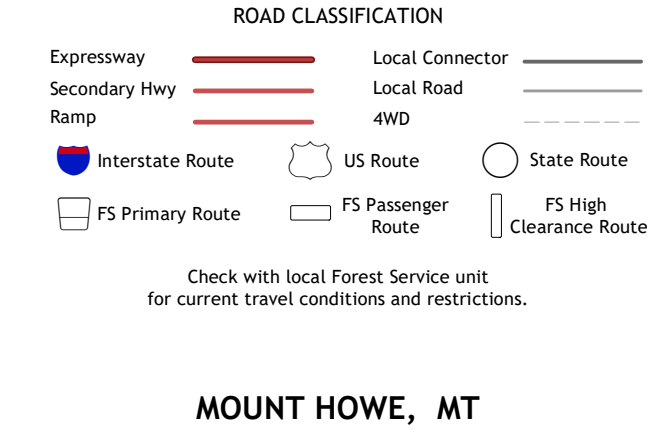 ROAD CLASSIFICATION
Expressway
Local Connector
Secondary Hwy
Local Road
Ramp
4WD
Interstate Route
US Route
State Route
FS Primary Route
FS Passenger
Route
FS High
Clearance Route
Check with local Forest Service unit
for current travel conditions and restrictions.
MOUNT HOWE, MT